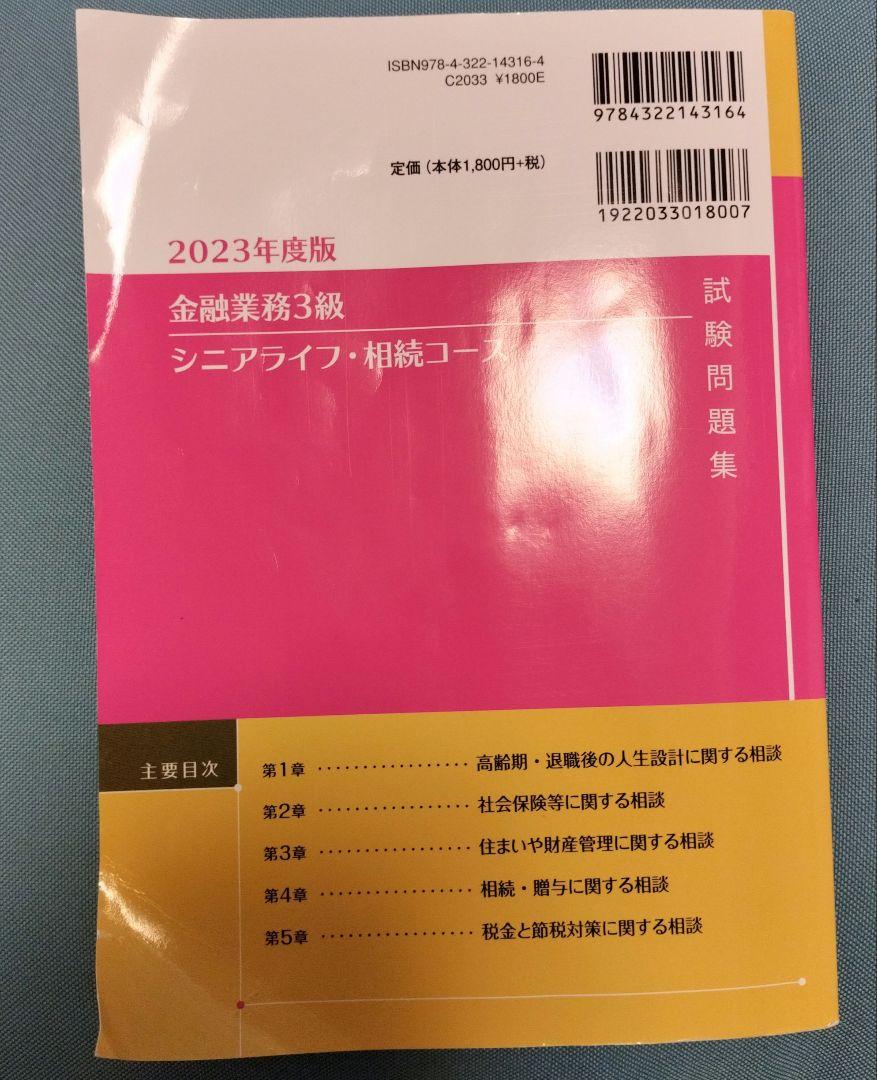 ISBN978-4-322-14316-4
C2033 ¥1800E
9784322143164
定価（本体1,800円+税）
1922033018007
2023年度版
金融業務3級
シニアライフ・相続コース
試験問題集
主要目次
第1章 ················· 高齢期・退職後の人生設計に関する相談
第2章 ················· 社会保険等に関する相談
第3章 ················· 住まいや財産管理に関する相談
第4章 ················· 相続・贈与に関する相談
第5章 ················· 税金と節税対策に関する相談